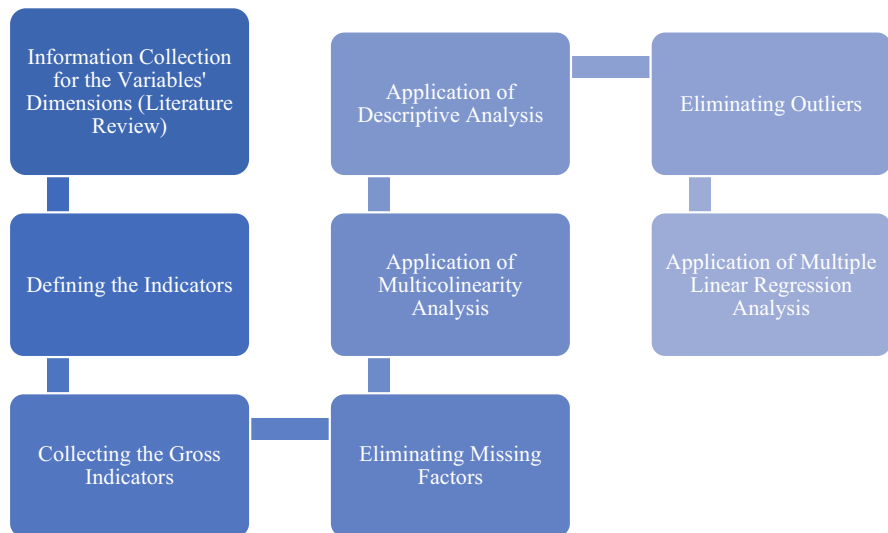 Information Collection
for the Variables'
Dimensions (Literature
Review)
Defining the Indicators
Collecting the Gross
Indicators
Eliminating Missing
Factors
Application of
Multicolinearity
Analysis
Application of
Descriptive Analysis
Eliminating Outliers
Application of Multiple
Linear Regression
Analysis